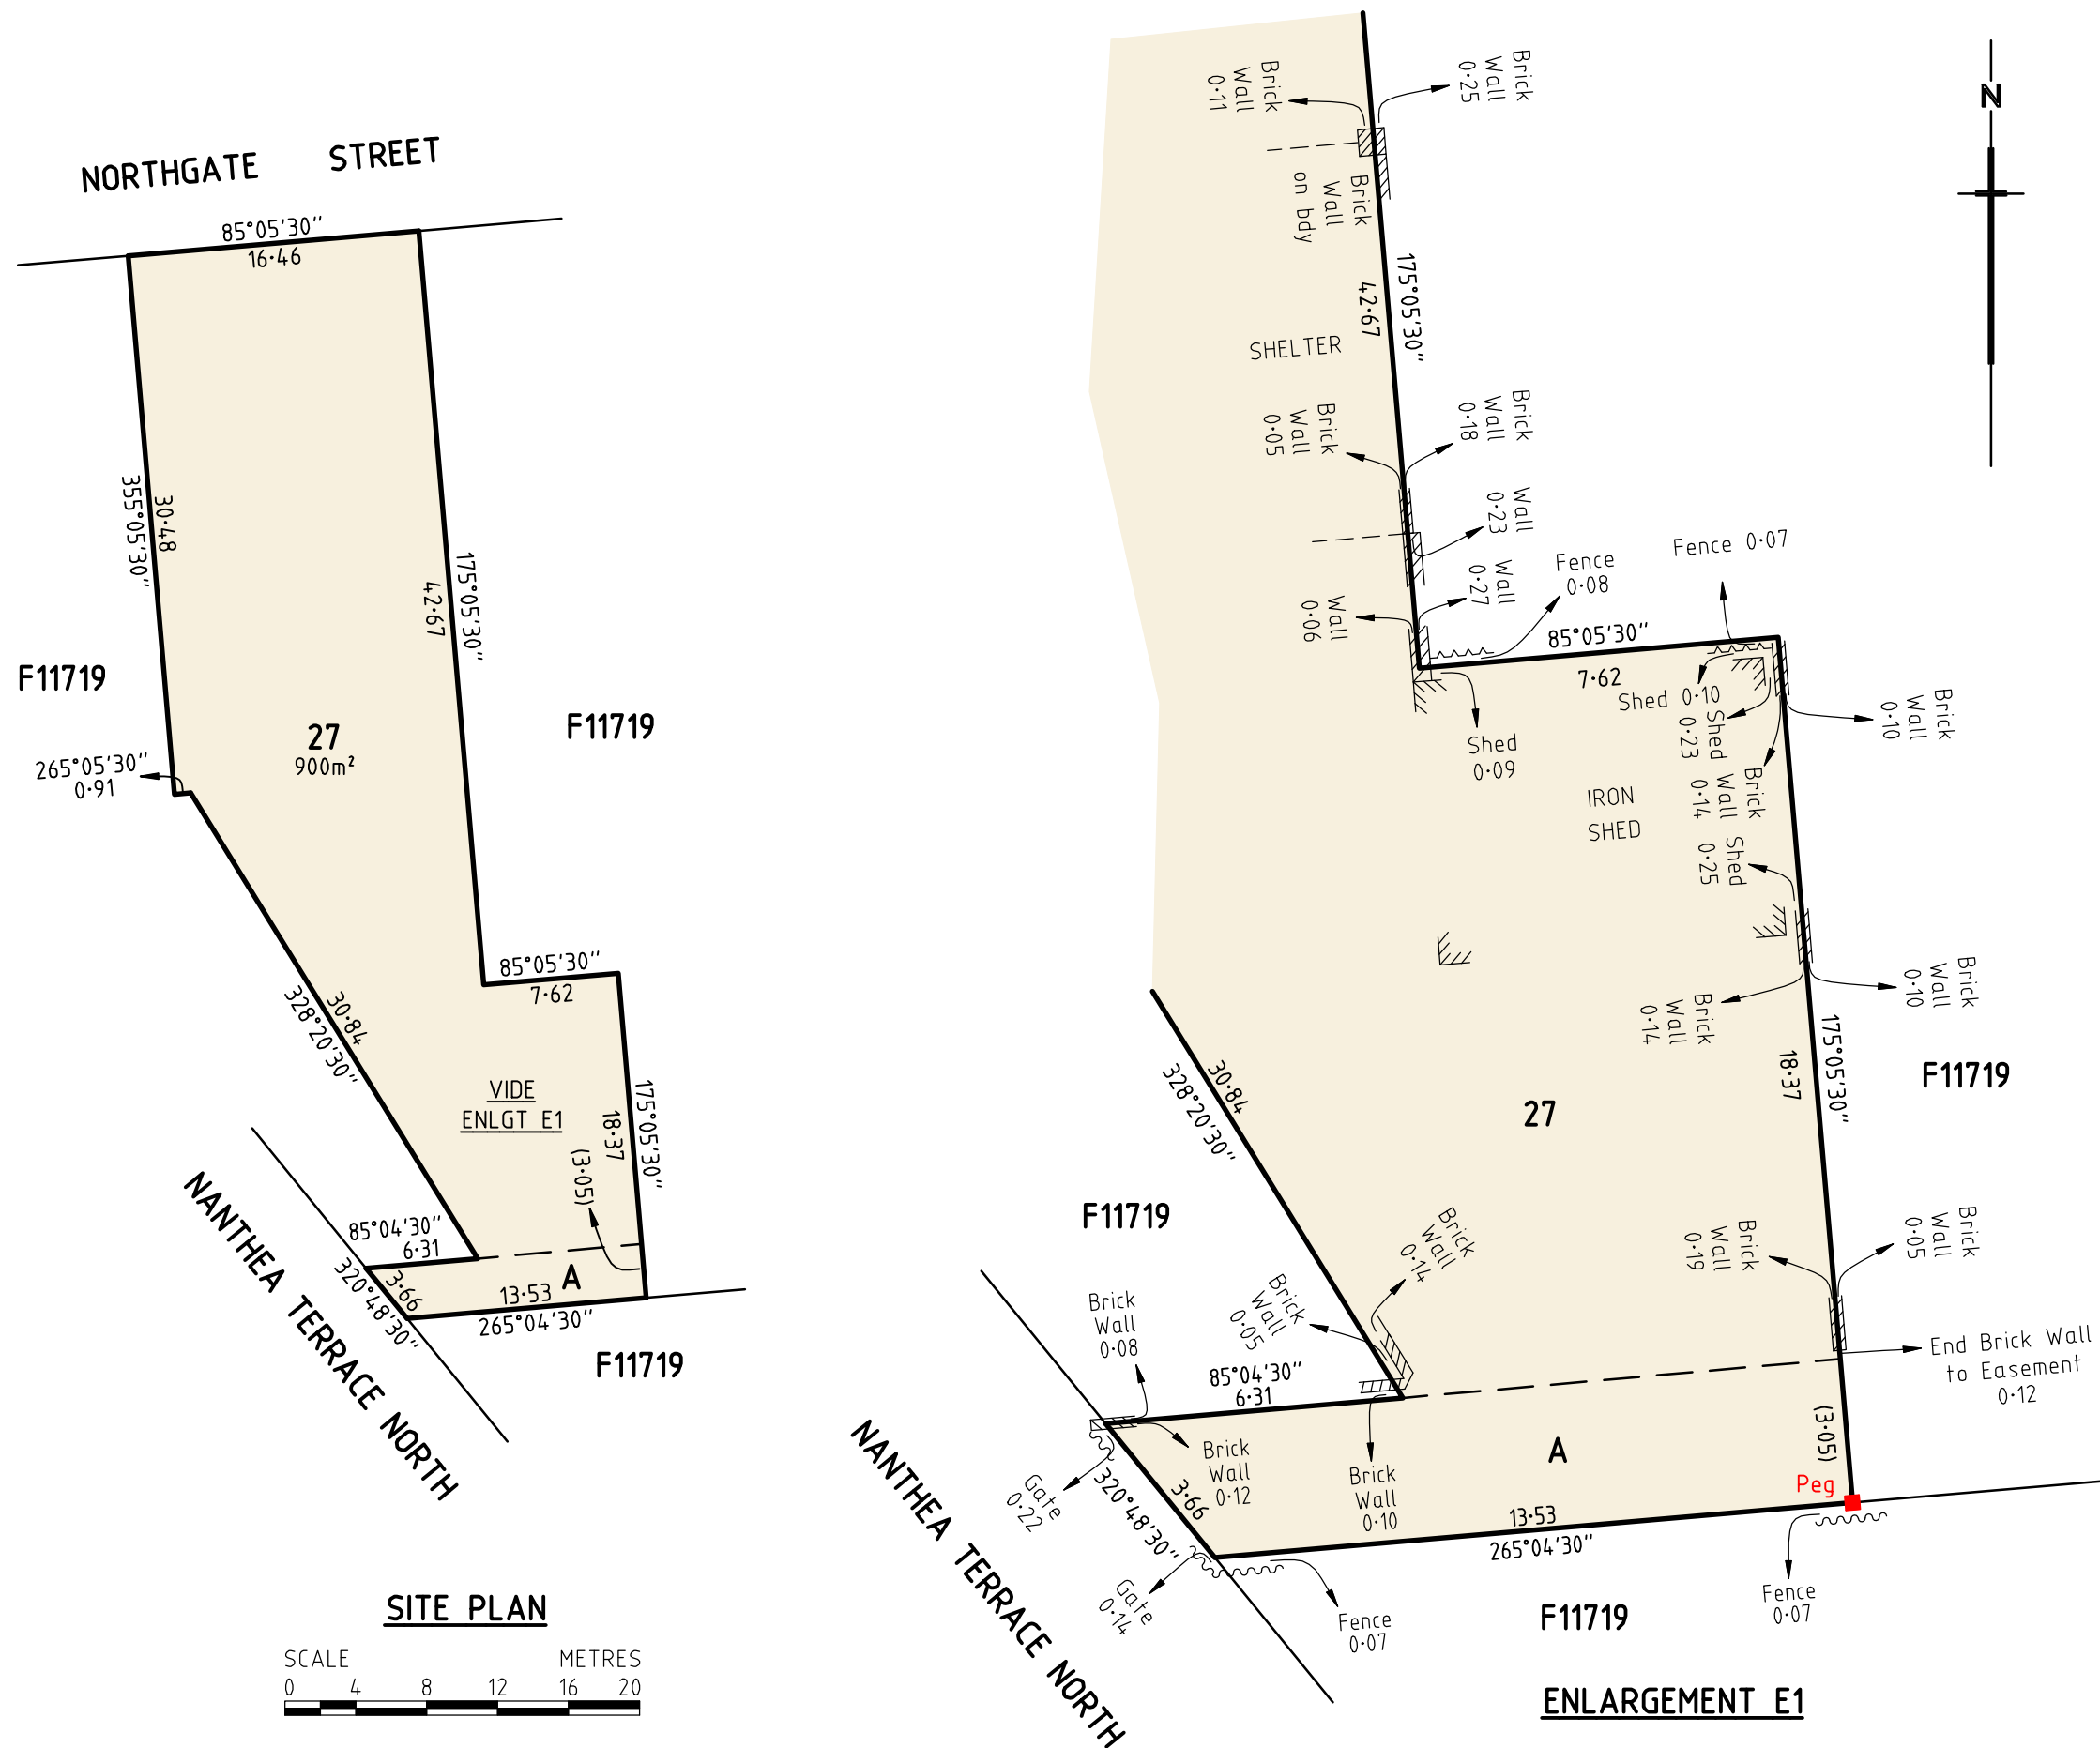 NORTHGATE STREET
85°05'30"
16·46
30·48
355°05'30"
175°05'30"
42·67
F11719
27
900m²
F11719
265°05'30"
0·91
85°05'30"
7·62
30·84
328°20'30"
VIDE
ENLGT E1
175°05'30"
18·37
(3·05)
85°04'30"
6·31
3·66
320°48'30"
A
13·53
265°04'30"
NANTHEA TERRACE NORTH
F11719
SITE PLAN
SCALE METRES
0 4 8 12 16 20
N
Brick
Wall
0·11
Brick
Wall
0·25
Brick
Wall
on bdy
175°05'30"
42·67
SHELTER
Brick
Wall
0·05
Brick
Wall
0·18
Wall
0·23
Wall
0·27
Wall
0·06
Fence
0·08
Fence 0·07
85°05'30"
7·62
Shed
0·09
Shed 0·10
Shed
0·23
Brick
Wall
0·10
Brick
Wall
0·14
IRON
SHED
Shed
0·25
Brick
Wall
0·10
Brick
Wall
0·14
175°05'30"
18·37
F11719
27
30·84
328°20'30"
F11719
Brick
Wall
0·14
Brick
Wall
0·05
Brick
Wall
0·19
Brick
Wall
0·05
End Brick Wall
to Easement
0·12
Brick
Wall
0·08
85°04'30"
6·31
Brick
Wall
0·12
Brick
Wall
0·10
A
(3·05)
Peg
Gate
0·22
3·66
320°48'30"
13·53
265°04'30"
Gate
0·14
Fence
0·07
Fence
0·07
NANTHEA TERRACE NORTH
F11719
ENLARGEMENT E1